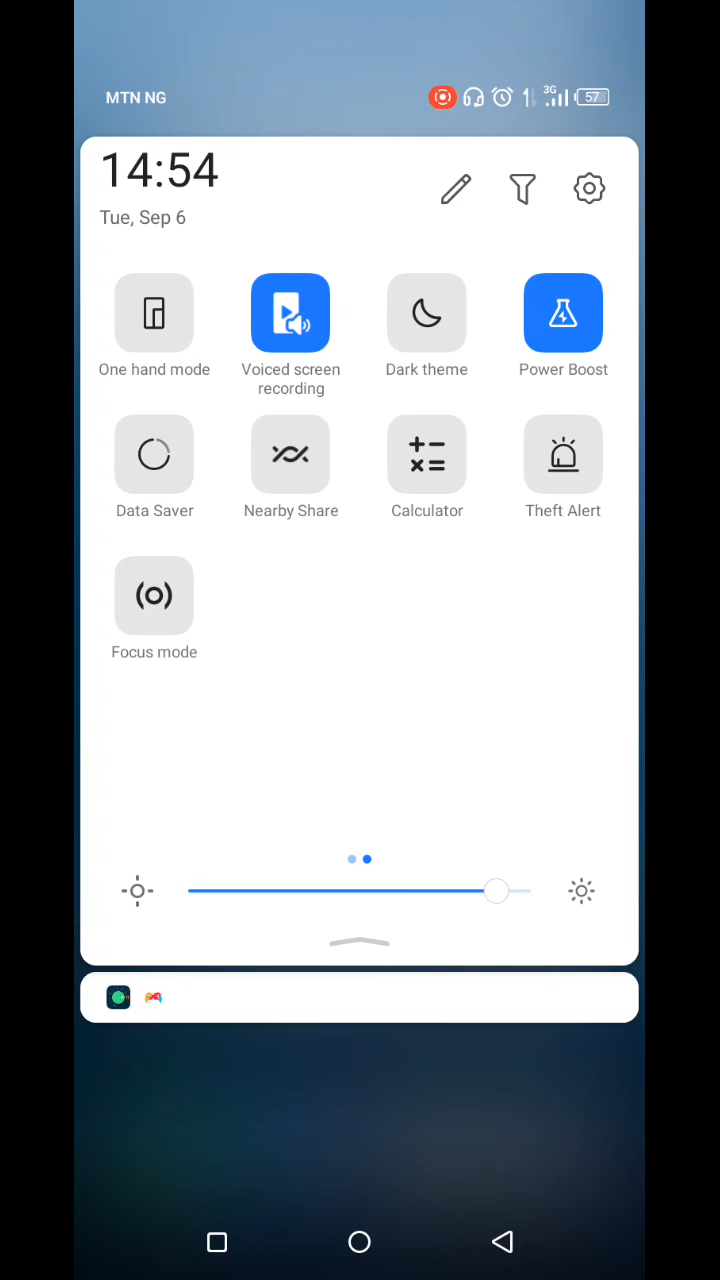 MTN NG
3G
57
14:54
Tue, Sep 6
One hand mode
Voiced screen
recording
Dark theme
Power Boost
Data Saver
Nearby Share
Calculator
Theft Alert
Focus mode